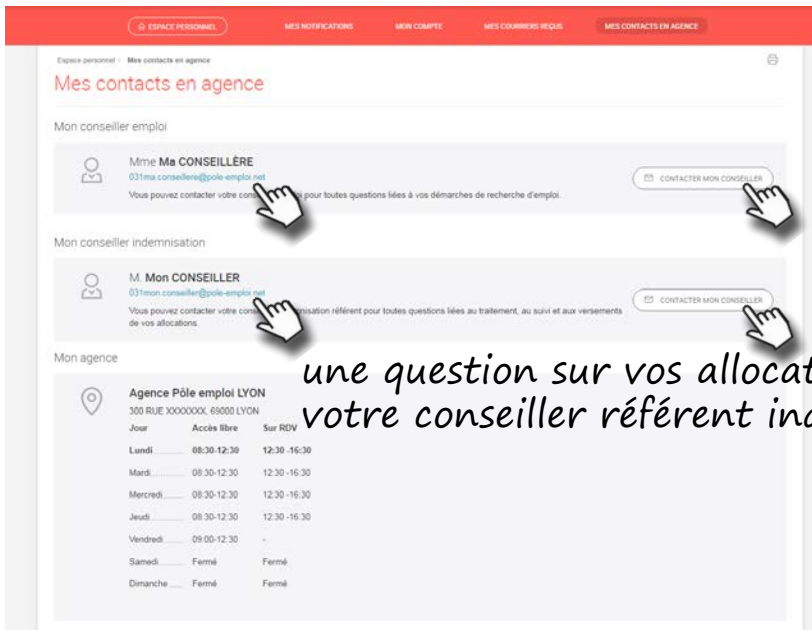 ESPACE PERSONNEL MES NOTIFICATIONS MON COMPTE MES COURRIERS REÇUS MES CONTACTS EN AGENCE
Espace personnel / Mes contacts en agence
Mes contacts en agence
Mon conseiller emploi
Mme Ma CONSEILLÈRE
031ma.conseillere@pole-emploi.net
CONTACTER MON CONSEILLER
Vous pouvez contacter votre pour toutes questions liées à vos démarches de recherche d'emploi.
Mon conseiller indemnisation
M. Mon CONSEILLER
031mon.conseiller@pole-emploi.net
CONTACTER MON CONSEILLER
Vous pouvez contacter votre référent pour toutes questions liées au traitement, au suivi et aux versements
de vos allocations.
Mon agence
une question sur vos allocat
votre conseiller référent
Agence Pôle emploi LYON
300 RUE XXXXXXX, 69000 LYON
Jour Accès libre Sur RDV
Lundi 08:30-12:30 12:30 -16:30
Mardi 08:30-12:30 12:30 -16:30
Mercredi 08:30-12:30 12:30 -16:30
Jeudi 08:30-12:30 12:30 -16:30
Vendredi 09:00-12:30 -
Samedi Fermé Fermé
Dimanche Fermé Fermé